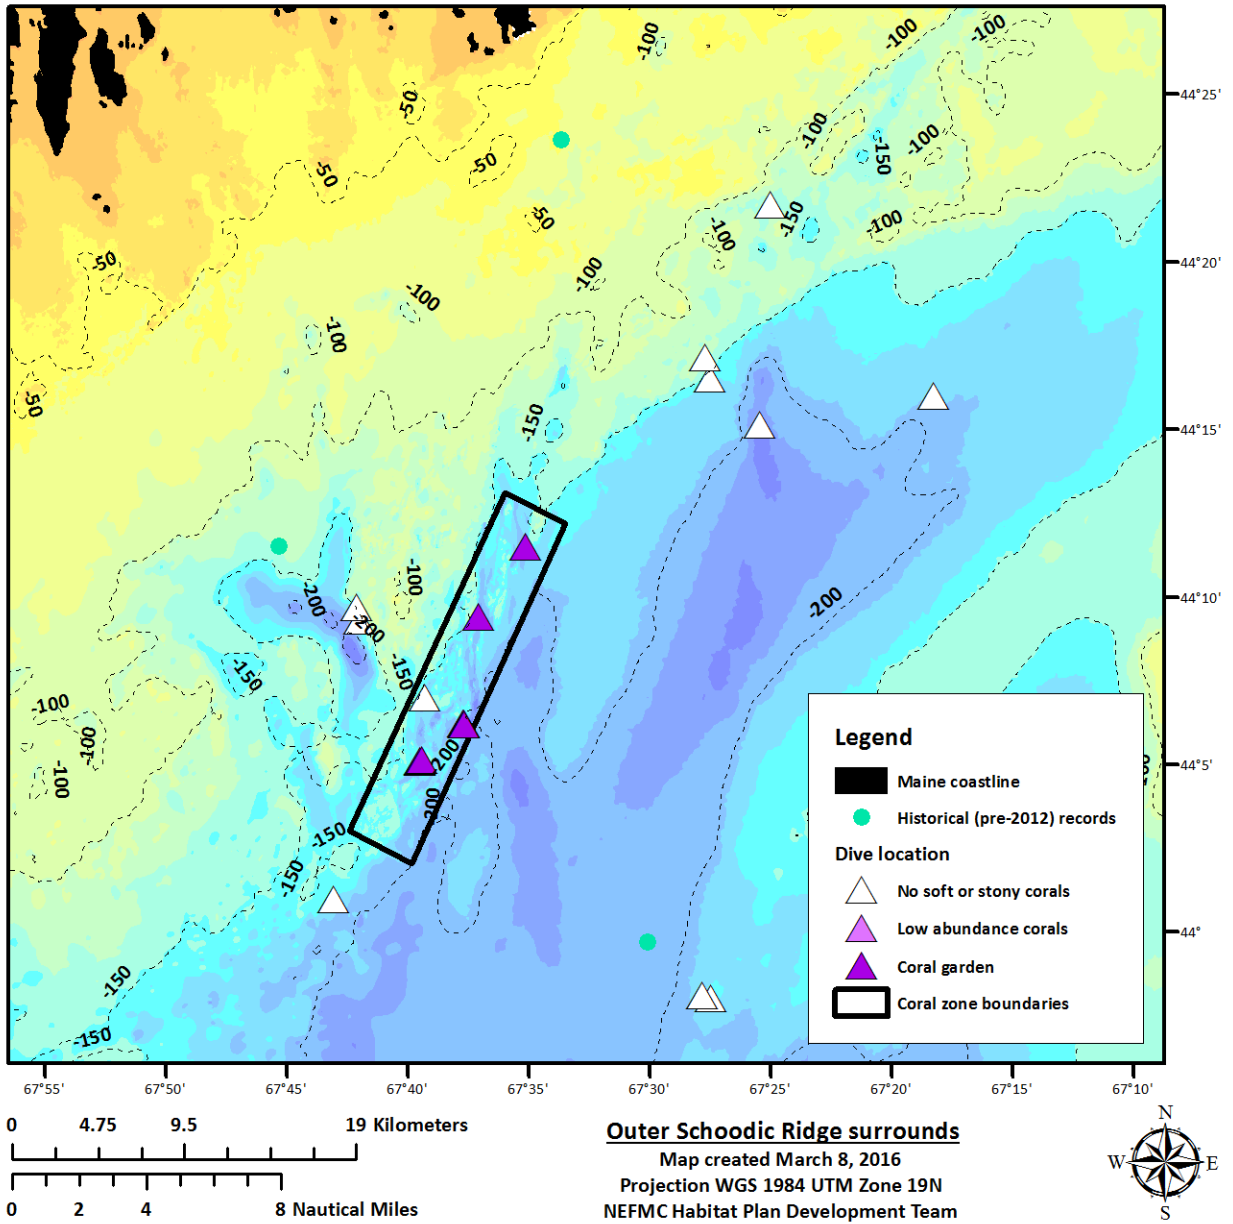 -100
-100
-100
-50
-100
-100
-150
-50
-50
-50
-150
-100
-100
-50
-100
-100
-100
-50
-150
-100
-200
-200
-200
-150
-150
-100
-100
-100
-200
200
-150
-150
-150
-150
44°25'
44°20'
44°15'
44°10'
44°5'
44°
Legend
Maine coastline
Historical (pre-2012) records
Dive location
No soft or stony corals
Low abundance corals
Coral garden
Coral zone boundaries
67°55'
67°50'
67°45'
67°40'
67°35'
67°30'
67°25'
67°20'
67°15'
67°10'
0 4.75 9.5 19 Kilometers
0 2 4 8 Nautical Miles
Outer Schoodic Ridge surrounds
Map created March 8, 2016
Projection WGS 1984 UTM Zone 19N
NEFMC Habitat Plan Development Team
N
W E
S